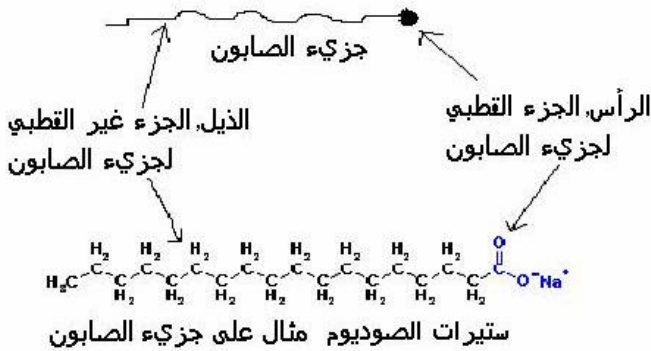 جزيء الصابون
الرأس, الجزء القطبي
لجزيء الصابون
الذيل, الجزء غير القطبي
لجزيء الصابون
H₂ H₂ H₂ H₂ H₂ H₂ H₂ H₂ O
H₃C C C C C C C C C C C C C C C C C O⁻Na⁺
H₂ H₂ H₂ H₂ H₂ H₂ H₂ H₂
ستيرات الصوديوم مثال على جزيء الصابون